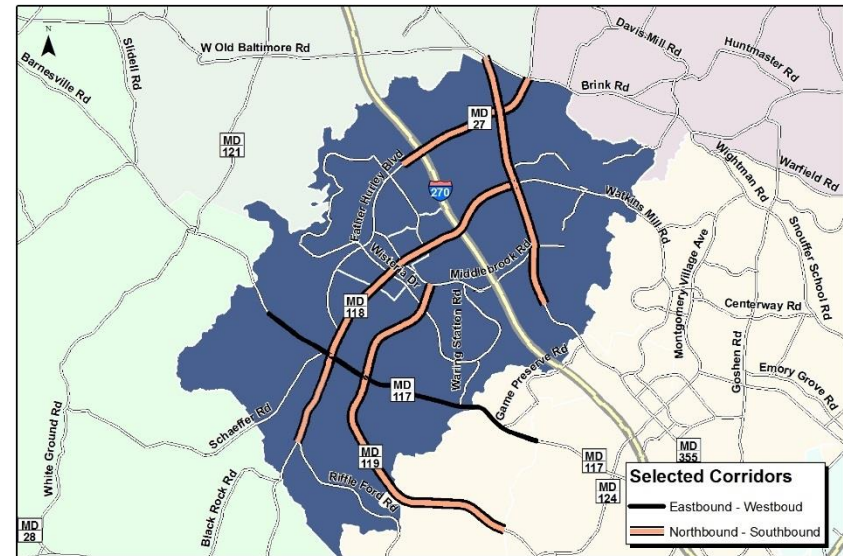 N
W Old Baltimore Rd
Slidell Rd
Barnesville Rd
Davis-Mill Rd
Huntmaster Rd
Brink Rd
MD
27
MD
121
Wightman Rd
Warfield Rd
270
Father Hurley Blvd
Watkins Mill Rd
Snouffer School Rd
Montgomery Village Ave
Wisteria Dr
Middlebrook Rd
MD
118
Waring Station Rd
Centerway Rd
Goshen Rd
Emory Grove Rd
Game Preserve Rd
MD
117
Schaeffer Rd
White Ground Rd
MD
119
MD
355
MD
117
MD
124
Riffle Ford Rd
Black Rock Rd
MD
28
Selected Corridors
Eastbound - Westboud
Northbound - Southbound